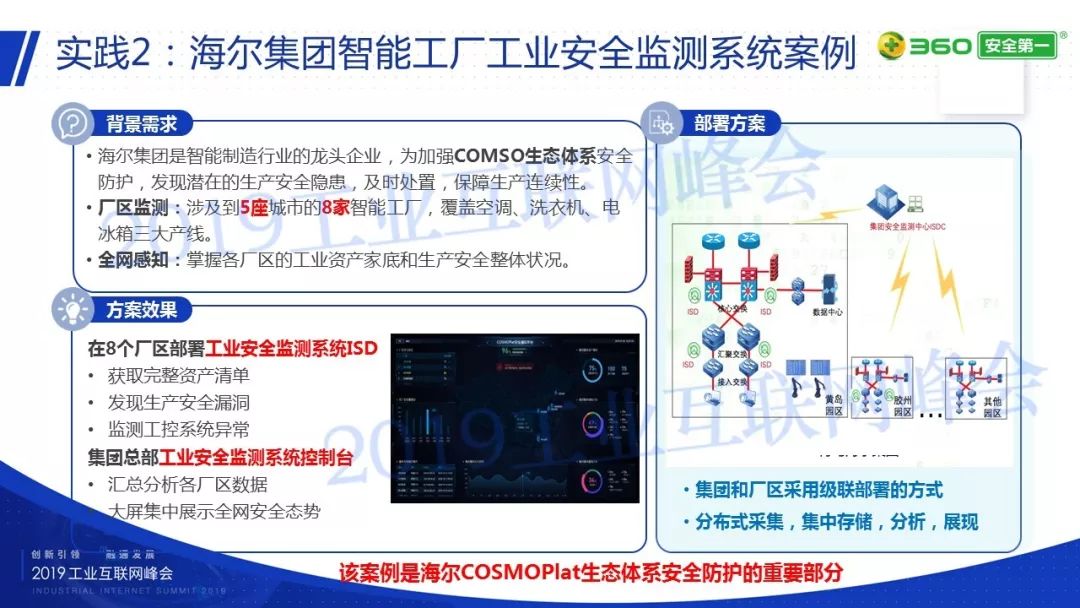 实践2：海尔集团智能工厂工业安全监测系统案例
360 安全第一®
背景需求
• 海尔集团是智能制造行业的龙头企业，为加强COMSO生态体系安全
防护，发现潜在的生产安全隐患，及时处置，保障生产连续性。
• 厂区监测：涉及到5座城市的8家智能工厂，覆盖空调、洗衣机、电
冰箱三大产线。
• 全网感知：掌握各厂区的工业资产家底和生产安全整体状况。
方案效果
在8个厂区部署工业安全监测系统ISD
• 获取完整资产清单
• 发现生产安全漏洞
• 监测工控系统异常
集团总部工业安全监测系统控制台
• 汇总分析各厂区数据
• 大屏集中展示全网安全态势
部署方案
集团安全监测中心ISDC
ISD
核心交换
ISD
数据中心
ISD
汇聚交换
ISD
接入交换
黄岛
园区
胶州
园区
...
其他
园区
• 集团和厂区采用级联部署的方式
• 分布式采集，集中存储，分析，展现
该案例是海尔COSMOPlat生态体系安全防护的重要部分
创新引领 融通发展
2019工业互联网峰会
INDUSTRIAL INTERNET SUMMIT 2019
2019工业互联网峰会
2019工业互联网峰会